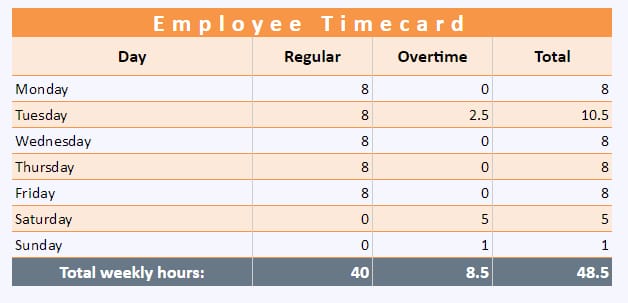 Employee Timecard
Day Regular Overtime Total
Monday 8 0 8
Tuesday 8 2.5 10.5
Wednesday 8 0 8
Thursday 8 0 8
Friday 8 0 8
Saturday 0 5 5
Sunday 0 1 1
Total weekly hours: 40 8.5 48.5